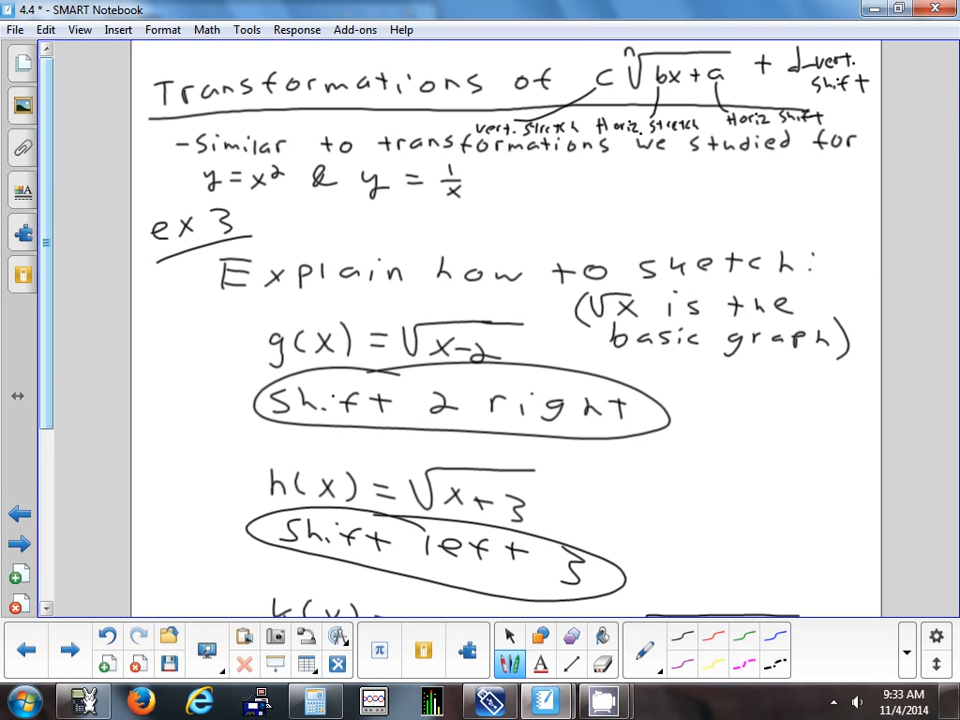 4.4 * - SMART Notebook
File Edit View Insert Format Math Tools Response Add-ons Help
Transformations of c ⁿ√(bx+a) + d vert. shift
vert. stretch Horiz. stretch Horiz shift
- Similar to transformations we studied for
y = x² & y = 1/x
ex 3
Explain how to sketch:
(√x is the
basic graph)
g(x) = √(x-2)
Shift 2 right
h(x) = √(x+3)
Shift left 3
k(x) =
9:33 AM
11/4/2014